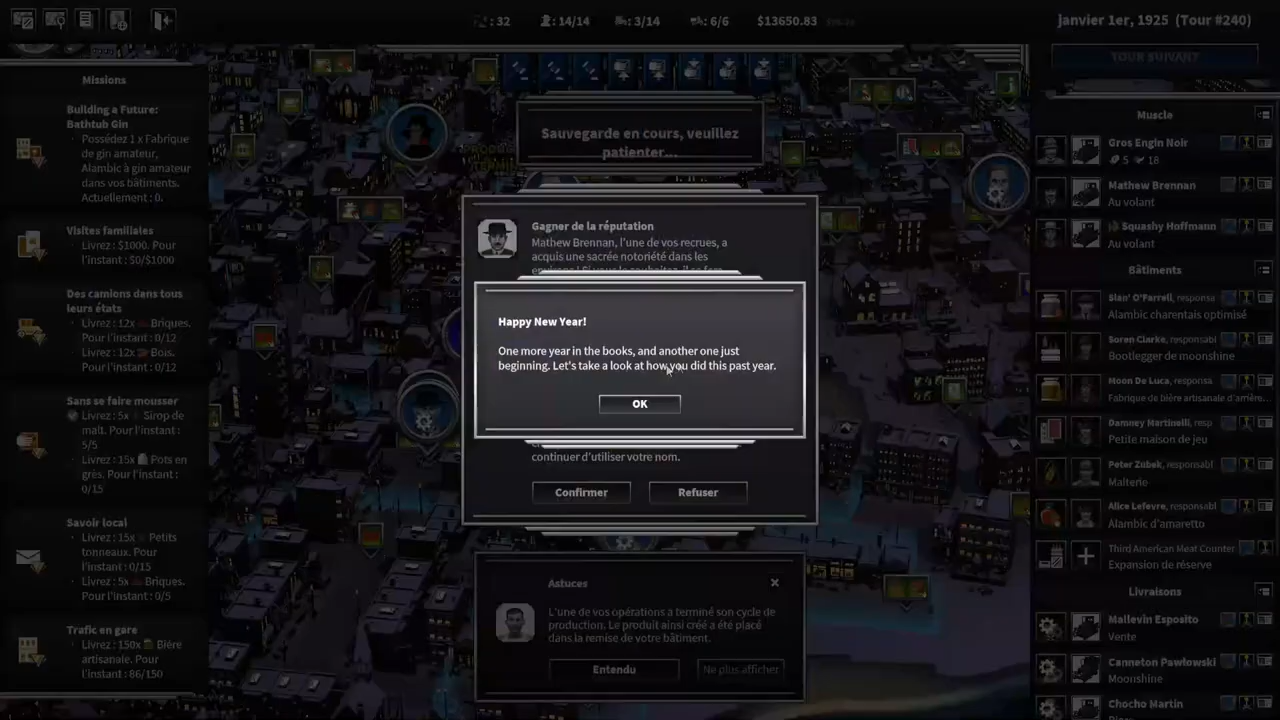 : 32
: 14/14
: 3/14
: 6/6
$13650.83
janvier 1er, 1925 (Tour #240)
TOUR SUIVANT
Missions
Building a Future:
Bathtub Gin
· Possédez 1 x Fabrique
de gin amateur,
Alambic à gin amateur
dans vos bâtiments.
Actuellement : 0.
Visites familiales
· Livrez : $1000. Pour
l'instant : $0/$1000
Des camions dans tous
leurs états
· Livrez : 12x Briques.
Pour l'instant : 0/12
· Livrez : 12x Bois.
Pour l'instant : 0/12
Sans se faire mousser
Livrez : 5x Sirop de
malt. Pour l'instant :
5/5
· Livrez : 15x Pots en
grès. Pour l'instant :
0/15
Savoir local
· Livrez : 15x Petits
tonneaux. Pour
l'instant : 0/15
· Livrez : 5x Briques.
Pour l'instant : 0/5
Trafic en gare
· Livrez : 150x Bière
artisanale. Pour
l'instant : 86/150
Sauvegarde en cours, veuillez
patienter...
Gagner de la réputation
Mathew Brennan, l'une de vos recrues, a
acquis une sacrée notoriété dans les
Happy New Year!
One more year in the books, and another one just
beginning. Let's take a look at how you did this past year.
OK
continuer d'utiliser votre nom.
Confirmer
Refuser
Astuces
L'une de vos opérations a terminé son cycle de
production. Le produit ainsi créé a été placé
dans la remise de votre bâtiment.
Entendu
Ne plus afficher
Muscle
Gros Engin Noir
5 18
Mathew Brennan
Au volant
Squashy Hoffmann
Au volant
Bâtiments
Slan' O'Farrell, responsa
Alambic charentais optimisé
Soren Clarke, responsabl
Bootlegger de moonshine
Moon De Luca, responsa
Fabrique de bière artisanale d'arrière...
Damney Martinelli, resp
Petite maison de jeu
Peter Zubek, responsabl
Malterie
Alice Lefevre, responsabl
Alambic d'amaretto
Third American Meat Counter
Expansion de réserve
Livraisons
Mallevin Esposito
Vente
Canneton Pawłowski
Moonshine
Chocho Martin